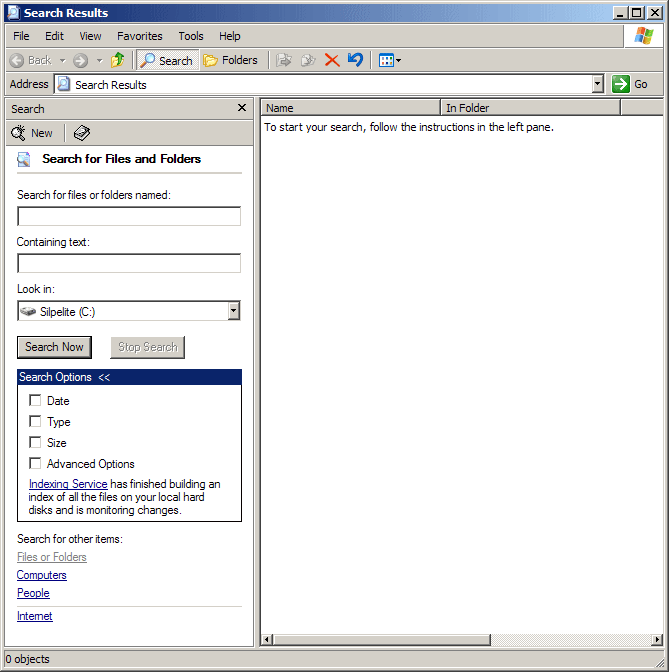 Search Results
File Edit View Favorites Tools Help
Back Search Folders
Address Search Results Go
Search
New
Search for Files and Folders
Search for files or folders named:
Containing text:
Look in:
Silpelite (C:)
Search Now Stop Search
Search Options <<
Date
Type
Size
Advanced Options
Indexing Service has finished building an
index of all the files on your local hard
disks and is monitoring changes.
Search for other items:
Files or Folders
Computers
People
Internet
Name In Folder
To start your search, follow the instructions in the left pane.
0 objects